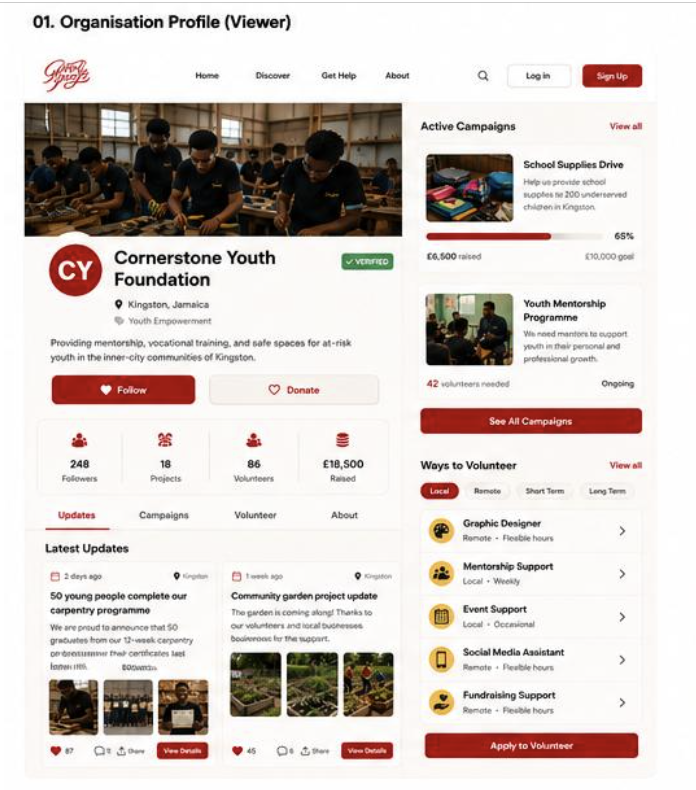 01. Organisation Profile (Viewer)
Home
Discover
Get Help
About
Log in
Sign Up
CY
Cornerstone Youth
Foundation
VERIFIED
Kingston, Jamaica
Youth Empowerment
Providing mentorship, vocational training, and safe spaces for at-risk
youth in the inner-city communities of Kingston.
Follow
Donate
248
Followers
18
Projects
86
Volunteers
£18,500
Raised
Updates
Campaigns
Volunteer
About
Latest Updates
2 days ago
Kingston
50 young people complete our
carpentry programme
We are proud to announce that 50
graduates from our 12-week carpentry
their certificates last
87
Share
View Details
1 week ago
Kingston
Community garden project update
The garden is coming along! Thanks to
our volunteers and local businesses
for the support.
45
6
Share
View Details
Active Campaigns
View all
School Supplies Drive
Help us provide school
supplies to 200 underserved
children in Kingston.
65%
£6,500 raised
£10,000 goal
Youth Mentorship
Programme
We need mentors to support
youth in their personal and
professional growth.
42 volunteers needed
Ongoing
See All Campaigns
Ways to Volunteer
View all
Local
Remote
Short Term
Long Term
Graphic Designer
Remote • Flexible hours
Mentorship Support
Local • Weekly
Event Support
Local • Occasional
Social Media Assistant
Remote • Flexible hours
Fundraising Support
Remote • Flexible hours
Apply to Volunteer